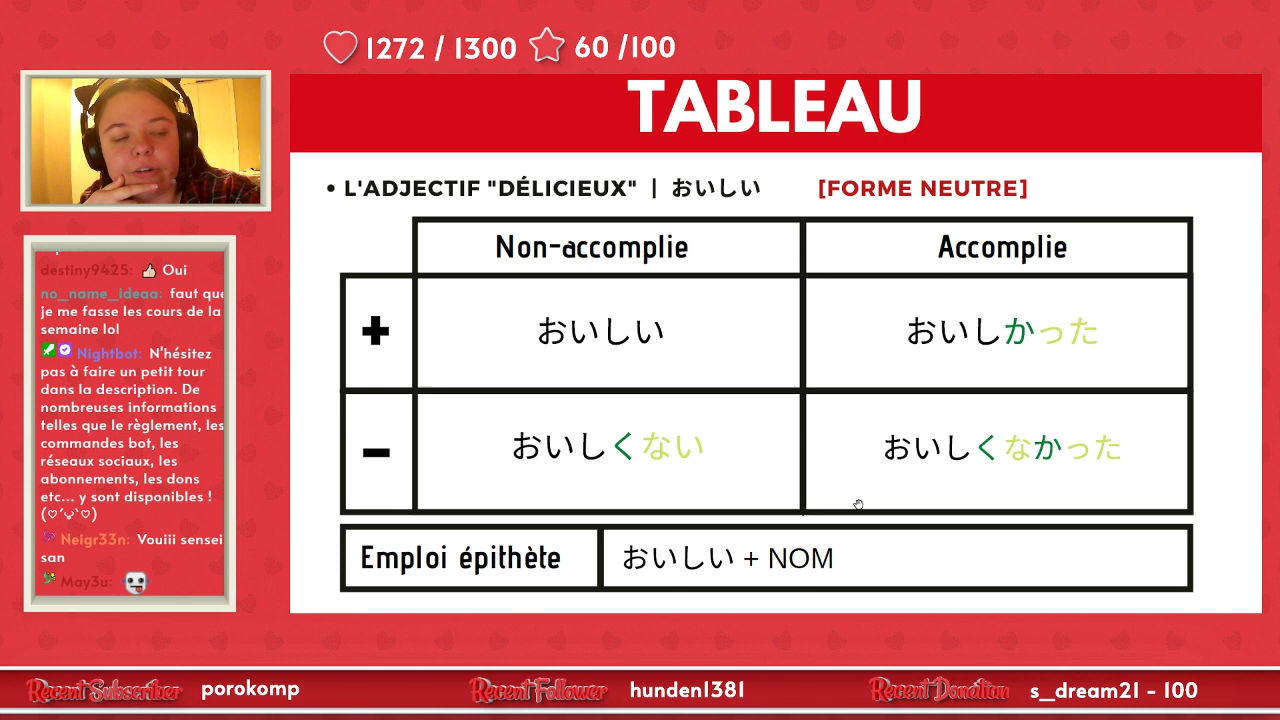 1272 / 1300 60 /100
TABLEAU
• L'ADJECTIF "DÉLICIEUX" | おいしい [FORME NEUTRE]
Non-accomplie Accomplie
+ おいしい おいしかった
- おいしくない おいしくなかった
Emploi épithète おいしい + NOM
destiny9425: 👍 Oui
no_name_ideaa: faut que
je me fasse les cours de la
semaine lol
Nightbot: N'hésitez
pas à faire un petit tour
dans la description. De
nombreuses informations
telles que le règlement, les
commandes bot, les
réseaux sociaux, les
abonnements, les dons
etc... y sont disponibles !
(♡´౪`♡)
Neigr33n: Vouiii sensei
san
May3u:
Recent Subscriber porokomp
Recent Follower hunden1381
Recent Donation s_dream21 - 100